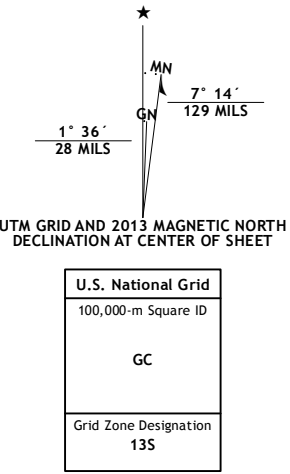 ★
MN
GN
7° 14´
129 MILS
1° 36´
28 MILS
UTM GRID AND 2013 MAGNETIC NORTH
DECLINATION AT CENTER OF SHEET
U.S. National Grid
100,000-m Square ID
GC
Grid Zone Designation
13S